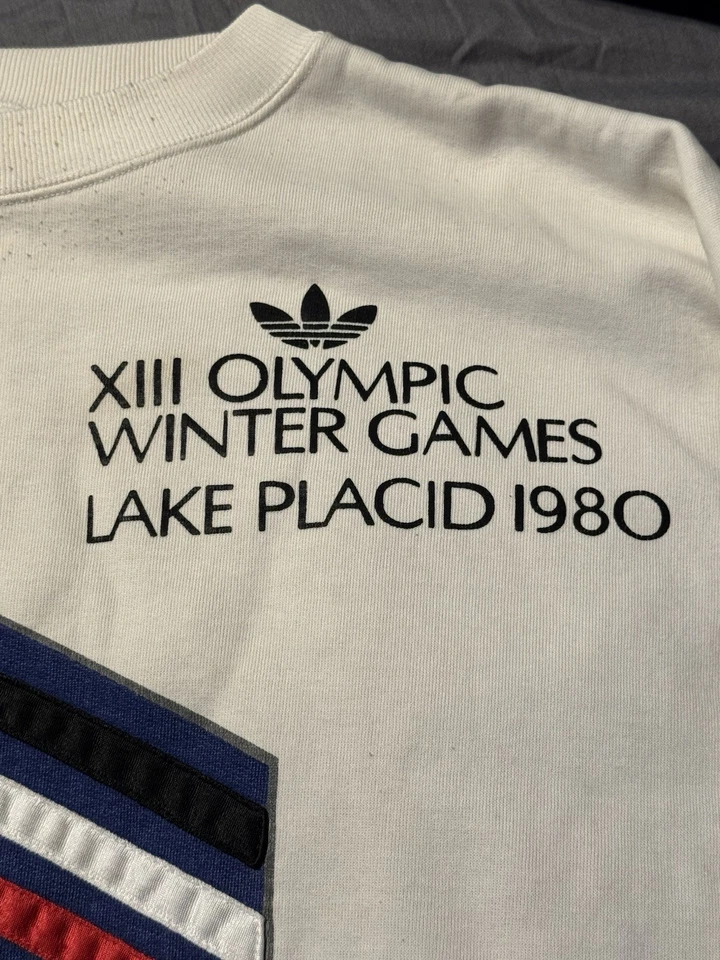 XIII OLYMPIC
WINTER GAMES
LAKE PLACID 1980